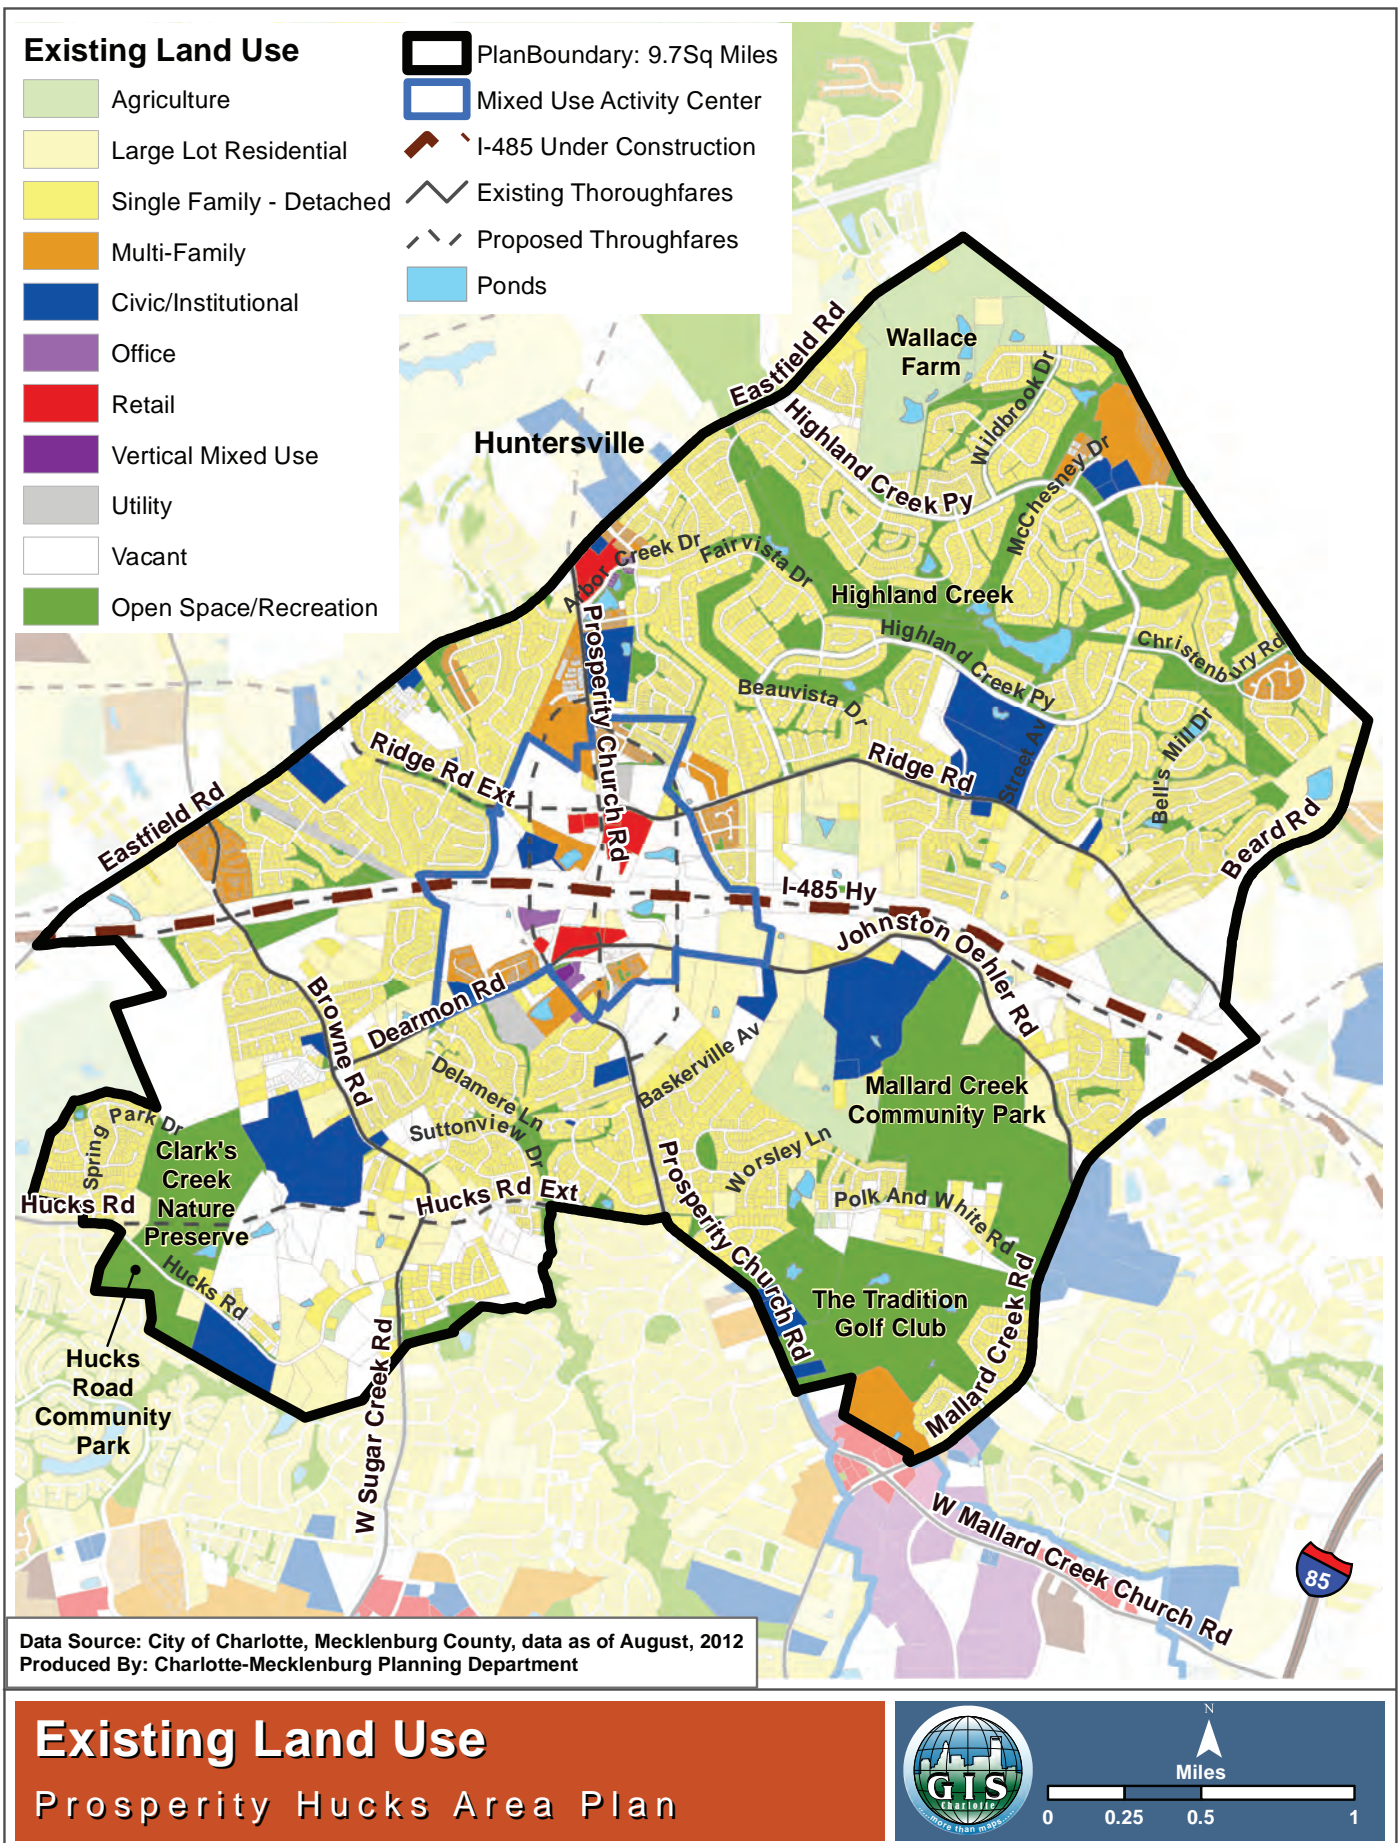 Existing Land Use
Agriculture
Large Lot Residential
Single Family - Detached
Multi-Family
Civic/Institutional
Office
Retail
Vertical Mixed Use
Utility
Vacant
Open Space/Recreation
PlanBoundary: 9.7Sq Miles
Mixed Use Activity Center
I-485 Under Construction
Existing Thoroughfares
Proposed Throughfares
Ponds
Eastfield Rd
Wallace
Farm
Wildbrook Dr
Highland Creek Py
McChesney Dr
Huntersville
Arbor Creek Dr
Fairvista Dr
Highland Creek
Highland Creek Py
Christenbury Rd
Prosperity Church Rd
Beauvista Dr
Ridge Rd Ext
Ridge Rd
Street Av
Bell's Mill Dr
Eastfield Rd
Beard Rd
I-485 Hy
Johnston Oehler Rd
Browne Rd
Dearmon Rd
Baskerville Av
Delamere Ln
Suttonview Dr
Mallard Creek
Community Park
Spring Park Dr
Clark's
Creek
Nature
Preserve
Worsley Ln
Polk And White Rd
Hucks Rd
Hucks Rd Ext
Prosperity Church Rd
Hucks Rd
The Tradition
Golf Club
Mallard Creek Rd
Hucks
Road
Community
Park
W Sugar Creek Rd
W Mallard Creek Church Rd
85
Data Source: City of Charlotte, Mecklenburg County, data as of August, 2012
Produced By: Charlotte-Mecklenburg Planning Department
Existing Land Use
Prosperity Hucks Area Plan
GIS
Charlotte
.....more than maps.....
N
Miles
0 0.25 0.5 1